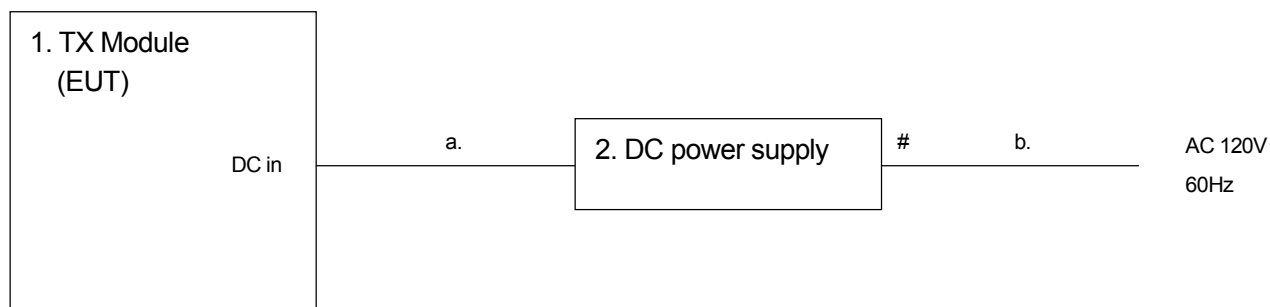 1. TX Module
(EUT)
DC in
a.
2. DC power supply
#
b.
AC 120V
60Hz